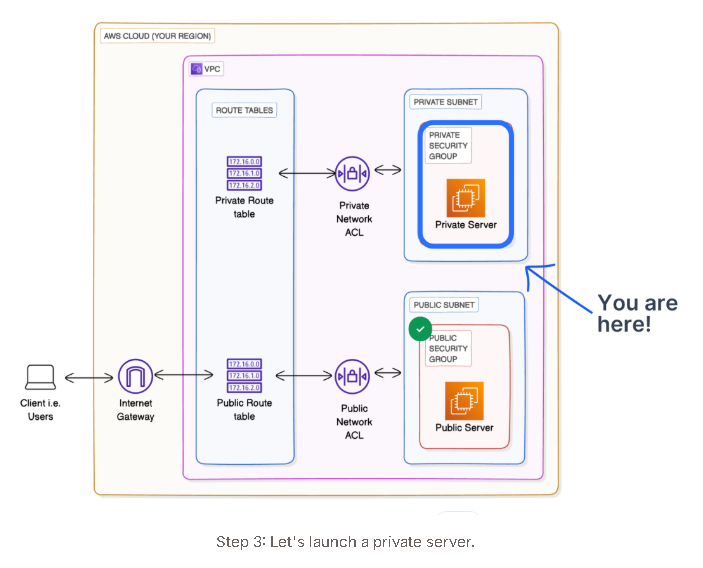 AWS CLOUD (YOUR REGION)
VPC
ROUTE TABLES
PRIVATE SUBNET
PRIVATE
SECURITY
GROUP
172.16.0.0
172.16.1.0
172.16.2.0
Private Route
table
Private
Network
ACL
Private Server
You are
here!
PUBLIC SUBNET
PUBLIC
SECURITY
GROUP
Client i.e.
Users
Internet
Gateway
172.16.0.0
172.16.1.0
172.16.2.0
Public Route
table
Public
Network
ACL
Public Server
Step 3: Let's launch a private server.